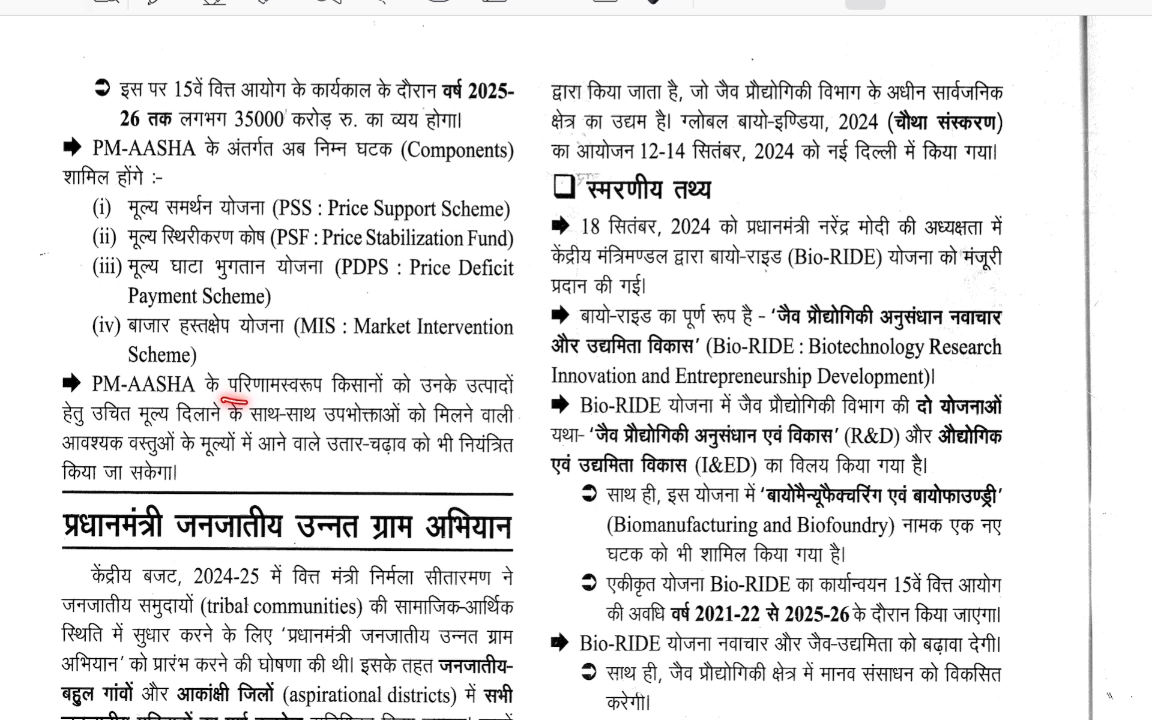 ➲ इस पर 15वें वित्त आयोग के कार्यकाल के दौरान वर्ष 2025-
26 तक लगभग 35000 करोड़ रु. का व्यय होगा।
➡ PM-AASHA के अंतर्गत अब निम्न घटक (Components)
शामिल होंगे :-
(i) मूल्य समर्थन योजना (PSS : Price Support Scheme)
(ii) मूल्य स्थिरीकरण कोष (PSF : Price Stabilization Fund)
(iii) मूल्य घाटा भुगतान योजना (PDPS : Price Deficit
Payment Scheme)
(iv) बाजार हस्तक्षेप योजना (MIS : Market Intervention
Scheme)
➡ PM-AASHA के परिणामस्वरूप किसानों को उनके उत्पादों
हेतु उचित मूल्य दिलाने के साथ-साथ उपभोक्ताओं को मिलने वाली
आवश्यक वस्तुओं के मूल्यों में आने वाले उतार-चढ़ाव को भी नियंत्रित
किया जा सकेगा।
प्रधानमंत्री जनजातीय उन्नत ग्राम अभियान
केंद्रीय बजट, 2024-25 में वित्त मंत्री निर्मला सीतारमण ने
जनजातीय समुदायों (tribal communities) की सामाजिक-आर्थिक
स्थिति में सुधार करने के लिए 'प्रधानमंत्री जनजातीय उन्नत ग्राम
अभियान' को प्रारंभ करने की घोषणा की थी। इसके तहत जनजातीय-
बहुल गांवों और आकांक्षी जिलों (aspirational districts) में सभी
द्वारा किया जाता है, जो जैव प्रौद्योगिकी विभाग के अधीन सार्वजनिक
क्षेत्र का उद्यम है। ग्लोबल बायो-इण्डिया, 2024 (चौथा संस्करण)
का आयोजन 12-14 सितंबर, 2024 को नई दिल्ली में किया गया।
❑ स्मरणीय तथ्य
➡ 18 सितंबर, 2024 को प्रधानमंत्री नरेंद्र मोदी की अध्यक्षता में
केंद्रीय मंत्रिमण्डल द्वारा बायो-राइड (Bio-RIDE) योजना को मंजूरी
प्रदान की गई।
➡ बायो-राइड का पूर्ण रूप है - 'जैव प्रौद्योगिकी अनुसंधान नवाचार
और उद्यमिता विकास' (Bio-RIDE : Biotechnology Research
Innovation and Entrepreneurship Development)।
➡ Bio-RIDE योजना में जैव प्रौद्योगिकी विभाग की दो योजनाओं
यथा- 'जैव प्रौद्योगिकी अनुसंधान एवं विकास' (R&D) और औद्योगिक
एवं उद्यमिता विकास (I&ED) का विलय किया गया है।
➲ साथ ही, इस योजना में 'बायोमैन्यूफैक्चरिंग एवं बायोफाउण्ड्री'
(Biomanufacturing and Biofoundry) नामक एक नए
घटक को भी शामिल किया गया है।
➲ एकीकृत योजना Bio-RIDE का कार्यान्वयन 15वें वित्त आयोग
की अवधि वर्ष 2021-22 से 2025-26 के दौरान किया जाएगा।
➡ Bio-RIDE योजना नवाचार और जैव-उद्यमिता को बढ़ावा देगी।
➲ साथ ही, जैव प्रौद्योगिकी क्षेत्र में मानव संसाधन को विकसित
करेगी।